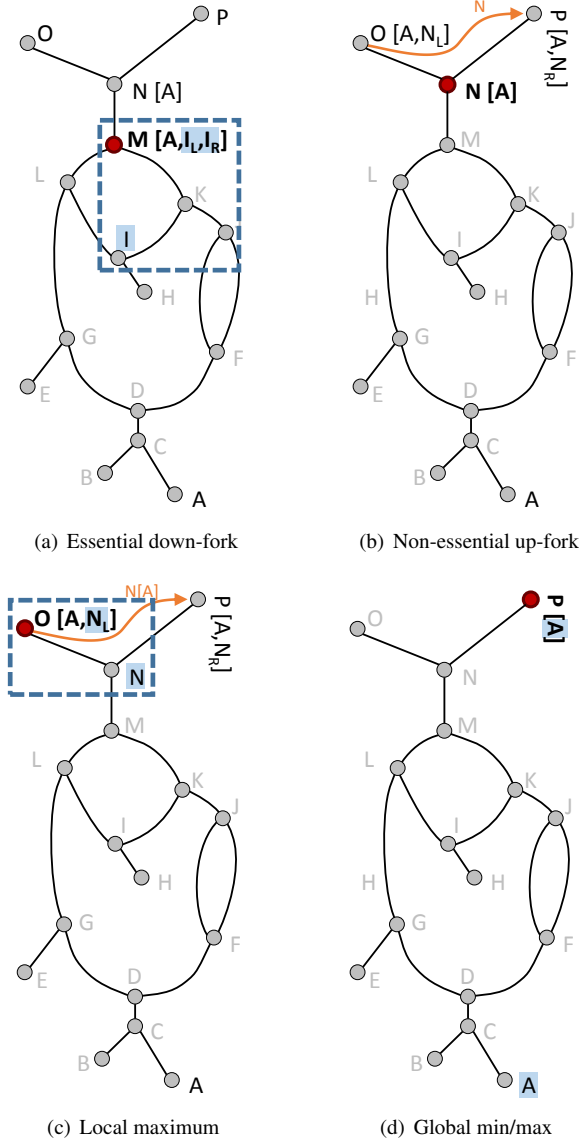 O
P
N [A]
M [A,I_L,I_R]
L
K
I
H
G
F
E
D
C
B
A
(a) Essential down-fork
N
P [A,N_R]
O [A,N_L]
N [A]
M
L
K
J
I
H
H
G
F
E
D
C
B
A
(b) Non-essential up-fork
N[A]
P [A,N_R]
O [A,N_L]
N
M
L
K
J
I
H
G
F
E
D
C
B
A
(c) Local maximum
P [A]
O
N
M
L
K
J
I
H
H
G
F
E
D
C
B
A
(d) Global min/max